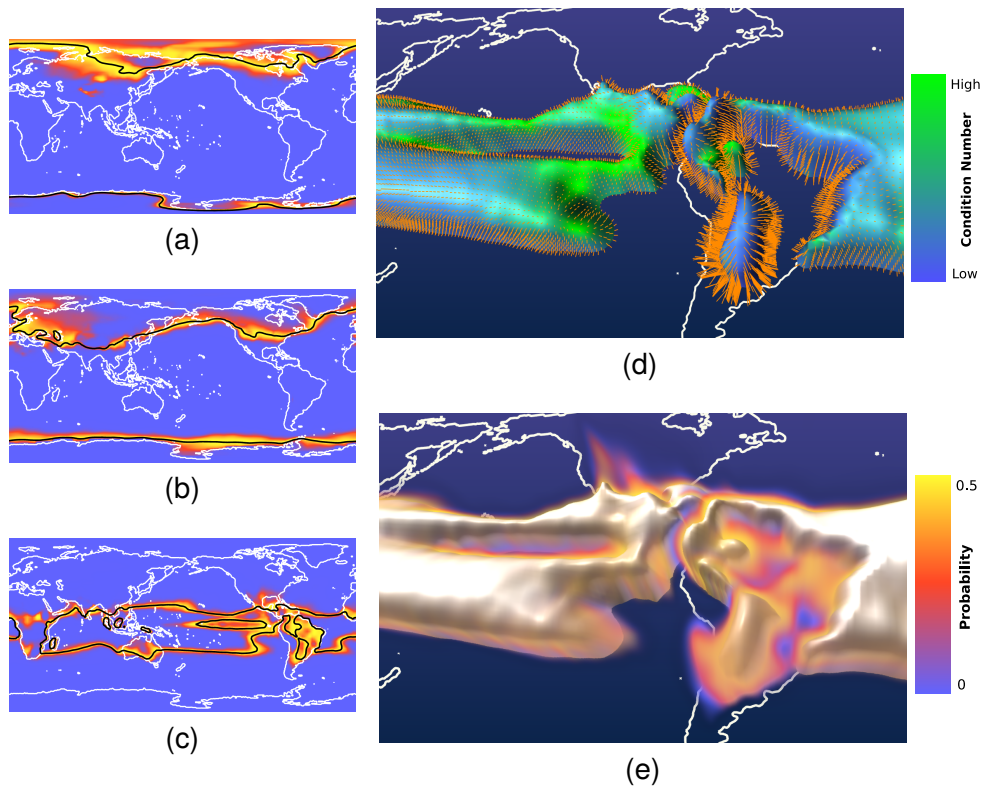 (a)
(b)
(c)
High
Condition Number
Low
(d)
0.5
Probability
0
(e)